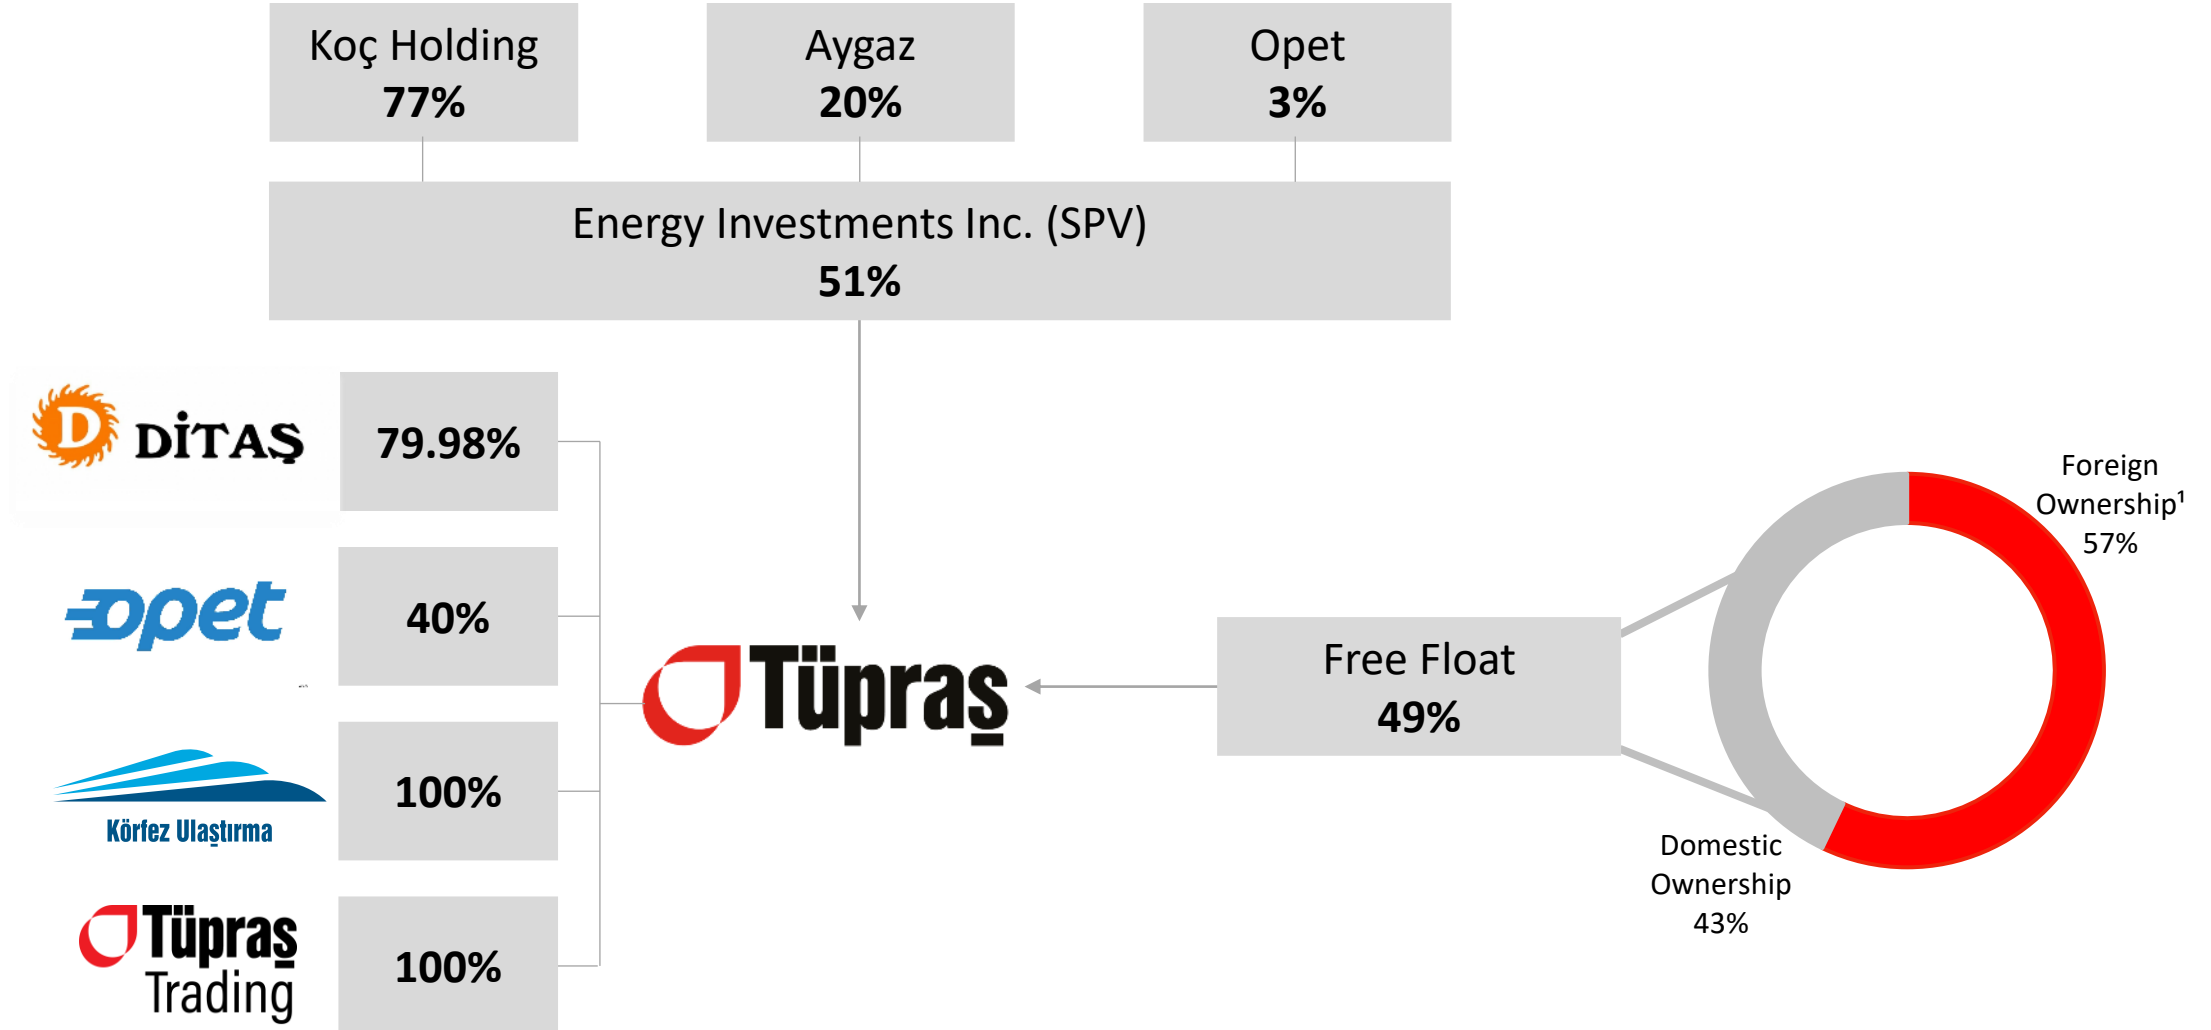 Koç Holding
77%
Aygaz
20%
Opet
3%
Energy Investments Inc. (SPV)
51%
D DİTAŞ
79.98%
opet
40%
Körfez Ulaştırma
100%
Tüpraş
Trading
100%
Tüpraş
Free Float
49%
Foreign
Ownership¹
57%
Domestic
Ownership
43%